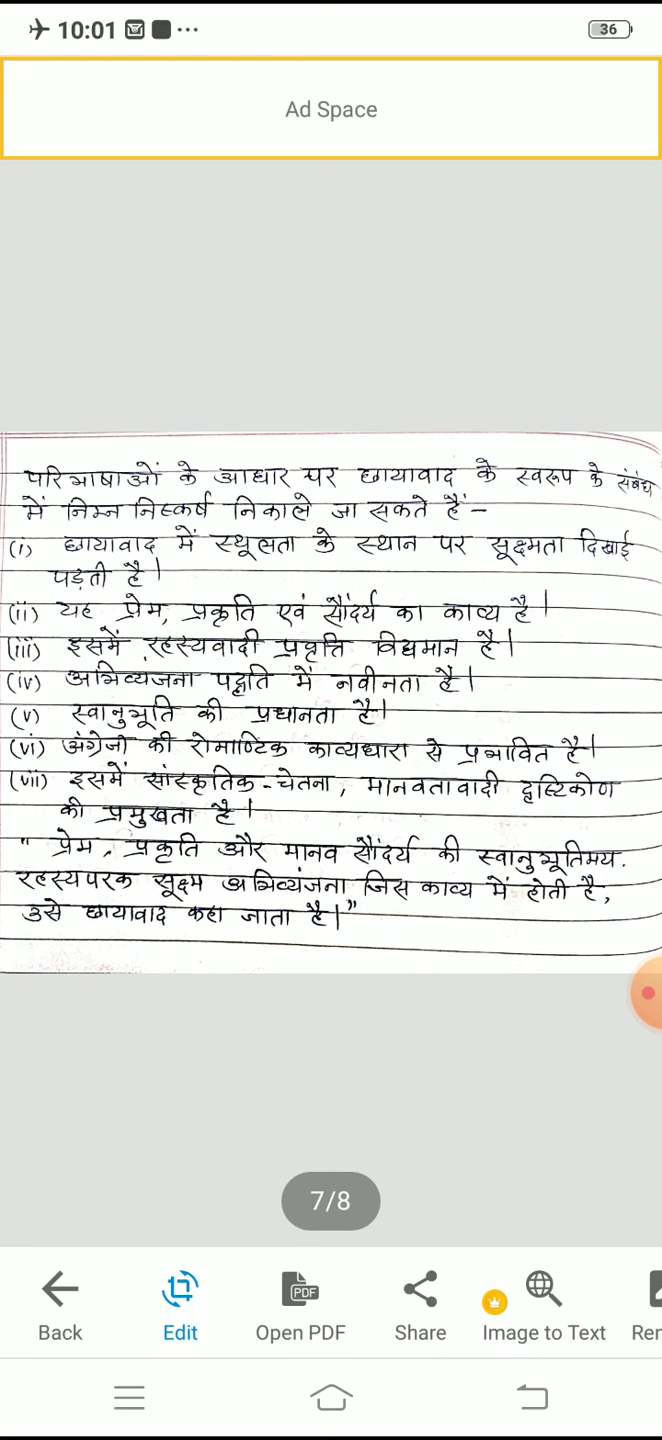 10:01
36
Ad Space
परिभाषाओं के आधार पर छायावाद के स्वरूप के संबंध
में निम्न निस्कर्ष निकाले जा सकते हैं -
(i) छायावाद में स्थूलता के स्थान पर सूक्ष्मता दिखाई
पड़ती है।
(ii) यह प्रेम, प्रकृति एवं सौंदर्य का काव्य है।
(iii) इसमें रहस्यवादी प्रवृत्ति विद्यमान है।
(iv) अभिव्यंजना पद्धति में नवीनता है।
(v) स्वानुभूति की प्रधानता है।
(vi) अंग्रेजी की रोमाण्टिक काव्यधारा से प्रभावित है।
(vii) इसमें सांस्कृतिक-चेतना, मानवतावादी दृष्टिकोण
की प्रमुखता है।
" प्रेम, प्रकृति और मानव सौंदर्य की स्वानुभूतिमय.
रहस्यपरक सूक्ष्म अभिव्यंजना जिस काव्य में होती है,
उसे छायावाद कहा जाता है।"
7/8
PDF
Back Edit Open PDF Share Image to Text Rer